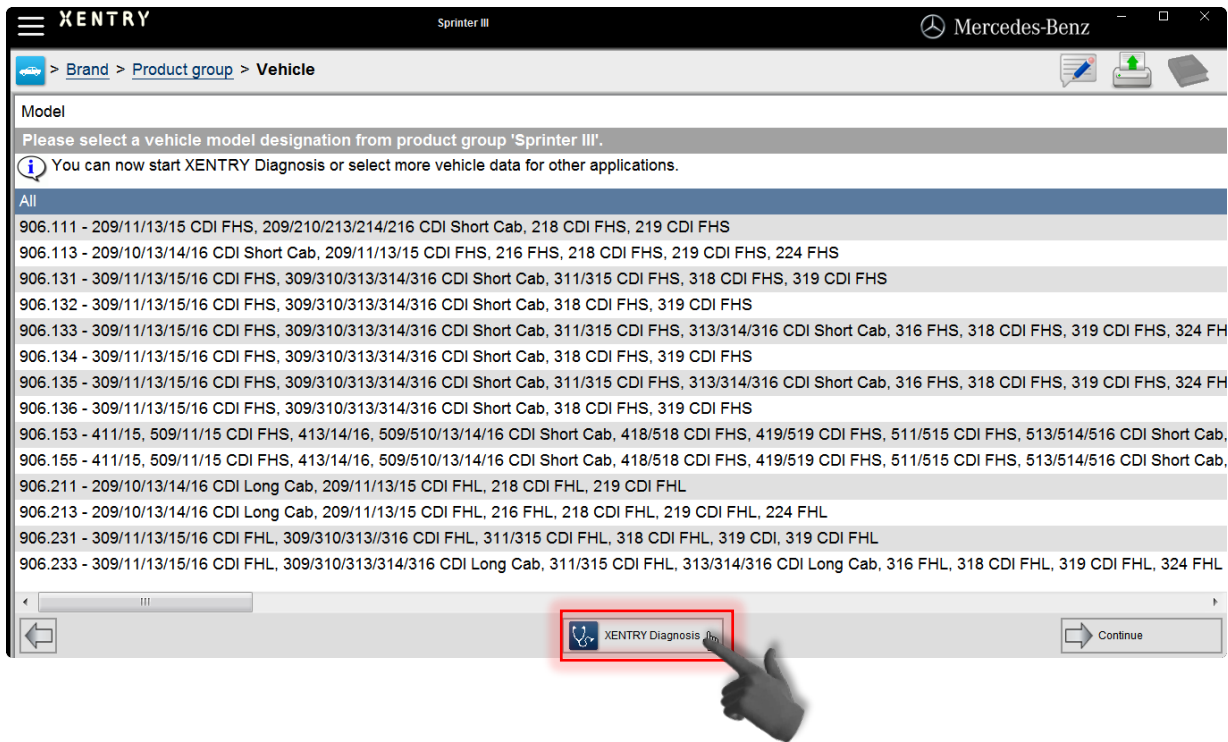 XENTRY
Sprinter III
Mercedes-Benz
> Brand > Product group > Vehicle
Model
Please select a vehicle model designation from product group 'Sprinter III'.
You can now start XENTRY Diagnosis or select more vehicle data for other applications.
All
906.111 - 209/11/13/15 CDI FHS, 209/210/213/214/216 CDI Short Cab, 218 CDI FHS, 219 CDI FHS
906.113 - 209/10/13/14/16 CDI Short Cab, 209/11/13/15 CDI FHS, 216 FHS, 218 CDI FHS, 219 CDI FHS, 224 FHS
906.131 - 309/11/13/15/16 CDI FHS, 309/310/313/314/316 CDI Short Cab, 311/315 CDI FHS, 318 CDI FHS, 319 CDI FHS
906.132 - 309/11/13/15/16 CDI FHS, 309/310/313/314/316 CDI Short Cab, 318 CDI FHS, 319 CDI FHS
906.133 - 309/11/13/15/16 CDI FHS, 309/310/313/314/316 CDI Short Cab, 311/315 CDI FHS, 313/314/316 CDI Short Cab, 316 FHS, 318 CDI FHS, 319 CDI FHS, 324 FH
906.134 - 309/11/13/15/16 CDI FHS, 309/310/313/314/316 CDI Short Cab, 318 CDI FHS, 319 CDI FHS
906.135 - 309/11/13/15/16 CDI FHS, 309/310/313/314/316 CDI Short Cab, 311/315 CDI FHS, 313/314/316 CDI Short Cab, 316 FHS, 318 CDI FHS, 319 CDI FHS, 324 FH
906.136 - 309/11/13/15/16 CDI FHS, 309/310/313/314/316 CDI Short Cab, 318 CDI FHS, 319 CDI FHS
906.153 - 411/15, 509/11/15 CDI FHS, 413/14/16, 509/510/13/14/16 CDI Short Cab, 418/518 CDI FHS, 419/519 CDI FHS, 511/515 CDI FHS, 513/514/516 CDI Short Cab,
906.155 - 411/15, 509/11/15 CDI FHS, 413/14/16, 509/510/13/14/16 CDI Short Cab, 418/518 CDI FHS, 419/519 CDI FHS, 511/515 CDI FHS, 513/514/516 CDI Short Cab,
906.211 - 209/10/13/14/16 CDI Long Cab, 209/11/13/15 CDI FHL, 218 CDI FHL, 219 CDI FHL
906.213 - 209/10/13/14/16 CDI Long Cab, 209/11/13/15 CDI FHL, 216 FHL, 218 CDI FHL, 219 CDI FHL, 224 FHL
906.231 - 309/11/13/15/16 CDI FHL, 309/310/313//316 CDI FHL, 311/315 CDI FHL, 318 CDI FHL, 319 CDI, 319 CDI FHL
906.233 - 309/11/13/15/16 CDI FHL, 309/310/313/314/316 CDI Long Cab, 311/315 CDI FHL, 313/314/316 CDI Long Cab, 316 FHL, 318 CDI FHL, 319 CDI FHL, 324 FHL
XENTRY Diagnosis
Continue